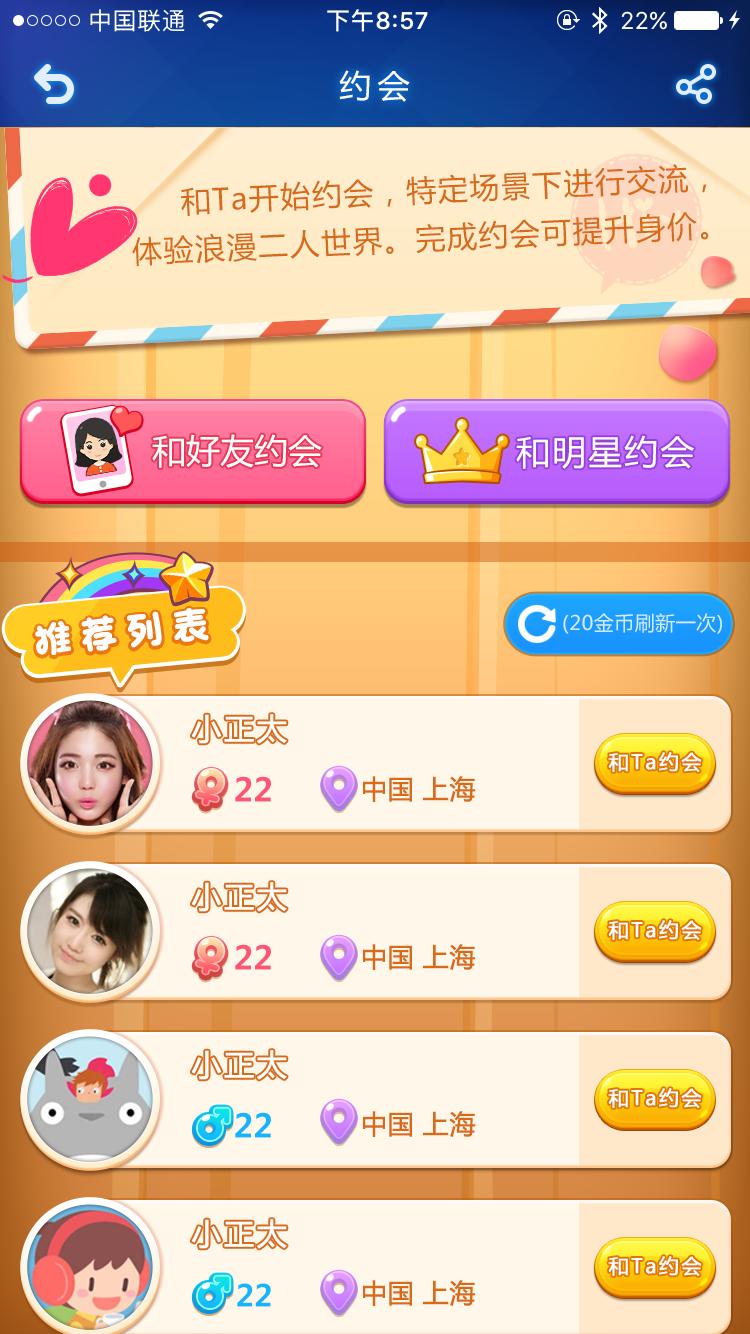 中国联通 下午8:57 22%
约会
和Ta开始约会，特定场景下进行交流，
体验浪漫二人世界。完成约会可提升身价。
和好友约会 和明星约会
推荐列表 (20金币刷新一次)
小正太
22 中国 上海 和Ta约会
小正太
22 中国 上海 和Ta约会
小正太
22 中国 上海 和Ta约会
小正太
22 中国 上海 和Ta约会